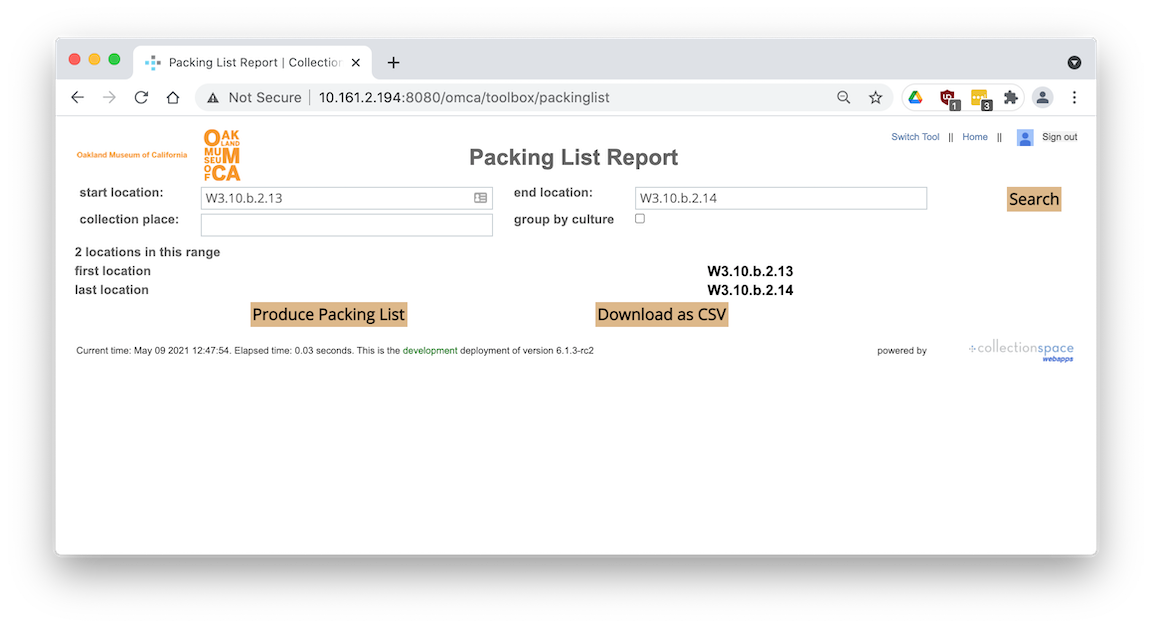 Packing List Report | Collection
Not Secure | 10.161.2.194:8080/omca/toolbox/packinglist
1
3
Switch Tool || Home || Sign out
Oakland Museum of California
OAK
LAND
MU M
SEU
OF CA
Packing List Report
start location: W3.10.b.2.13 end location: W3.10.b.2.14 Search
collection place: group by culture
2 locations in this range
first location W3.10.b.2.13
last location W3.10.b.2.14
Produce Packing List Download as CSV
Current time: May 09 2021 12:47:54. Elapsed time: 0.03 seconds. This is the development deployment of version 6.1.3-rc2 powered by collectionspace
webapps